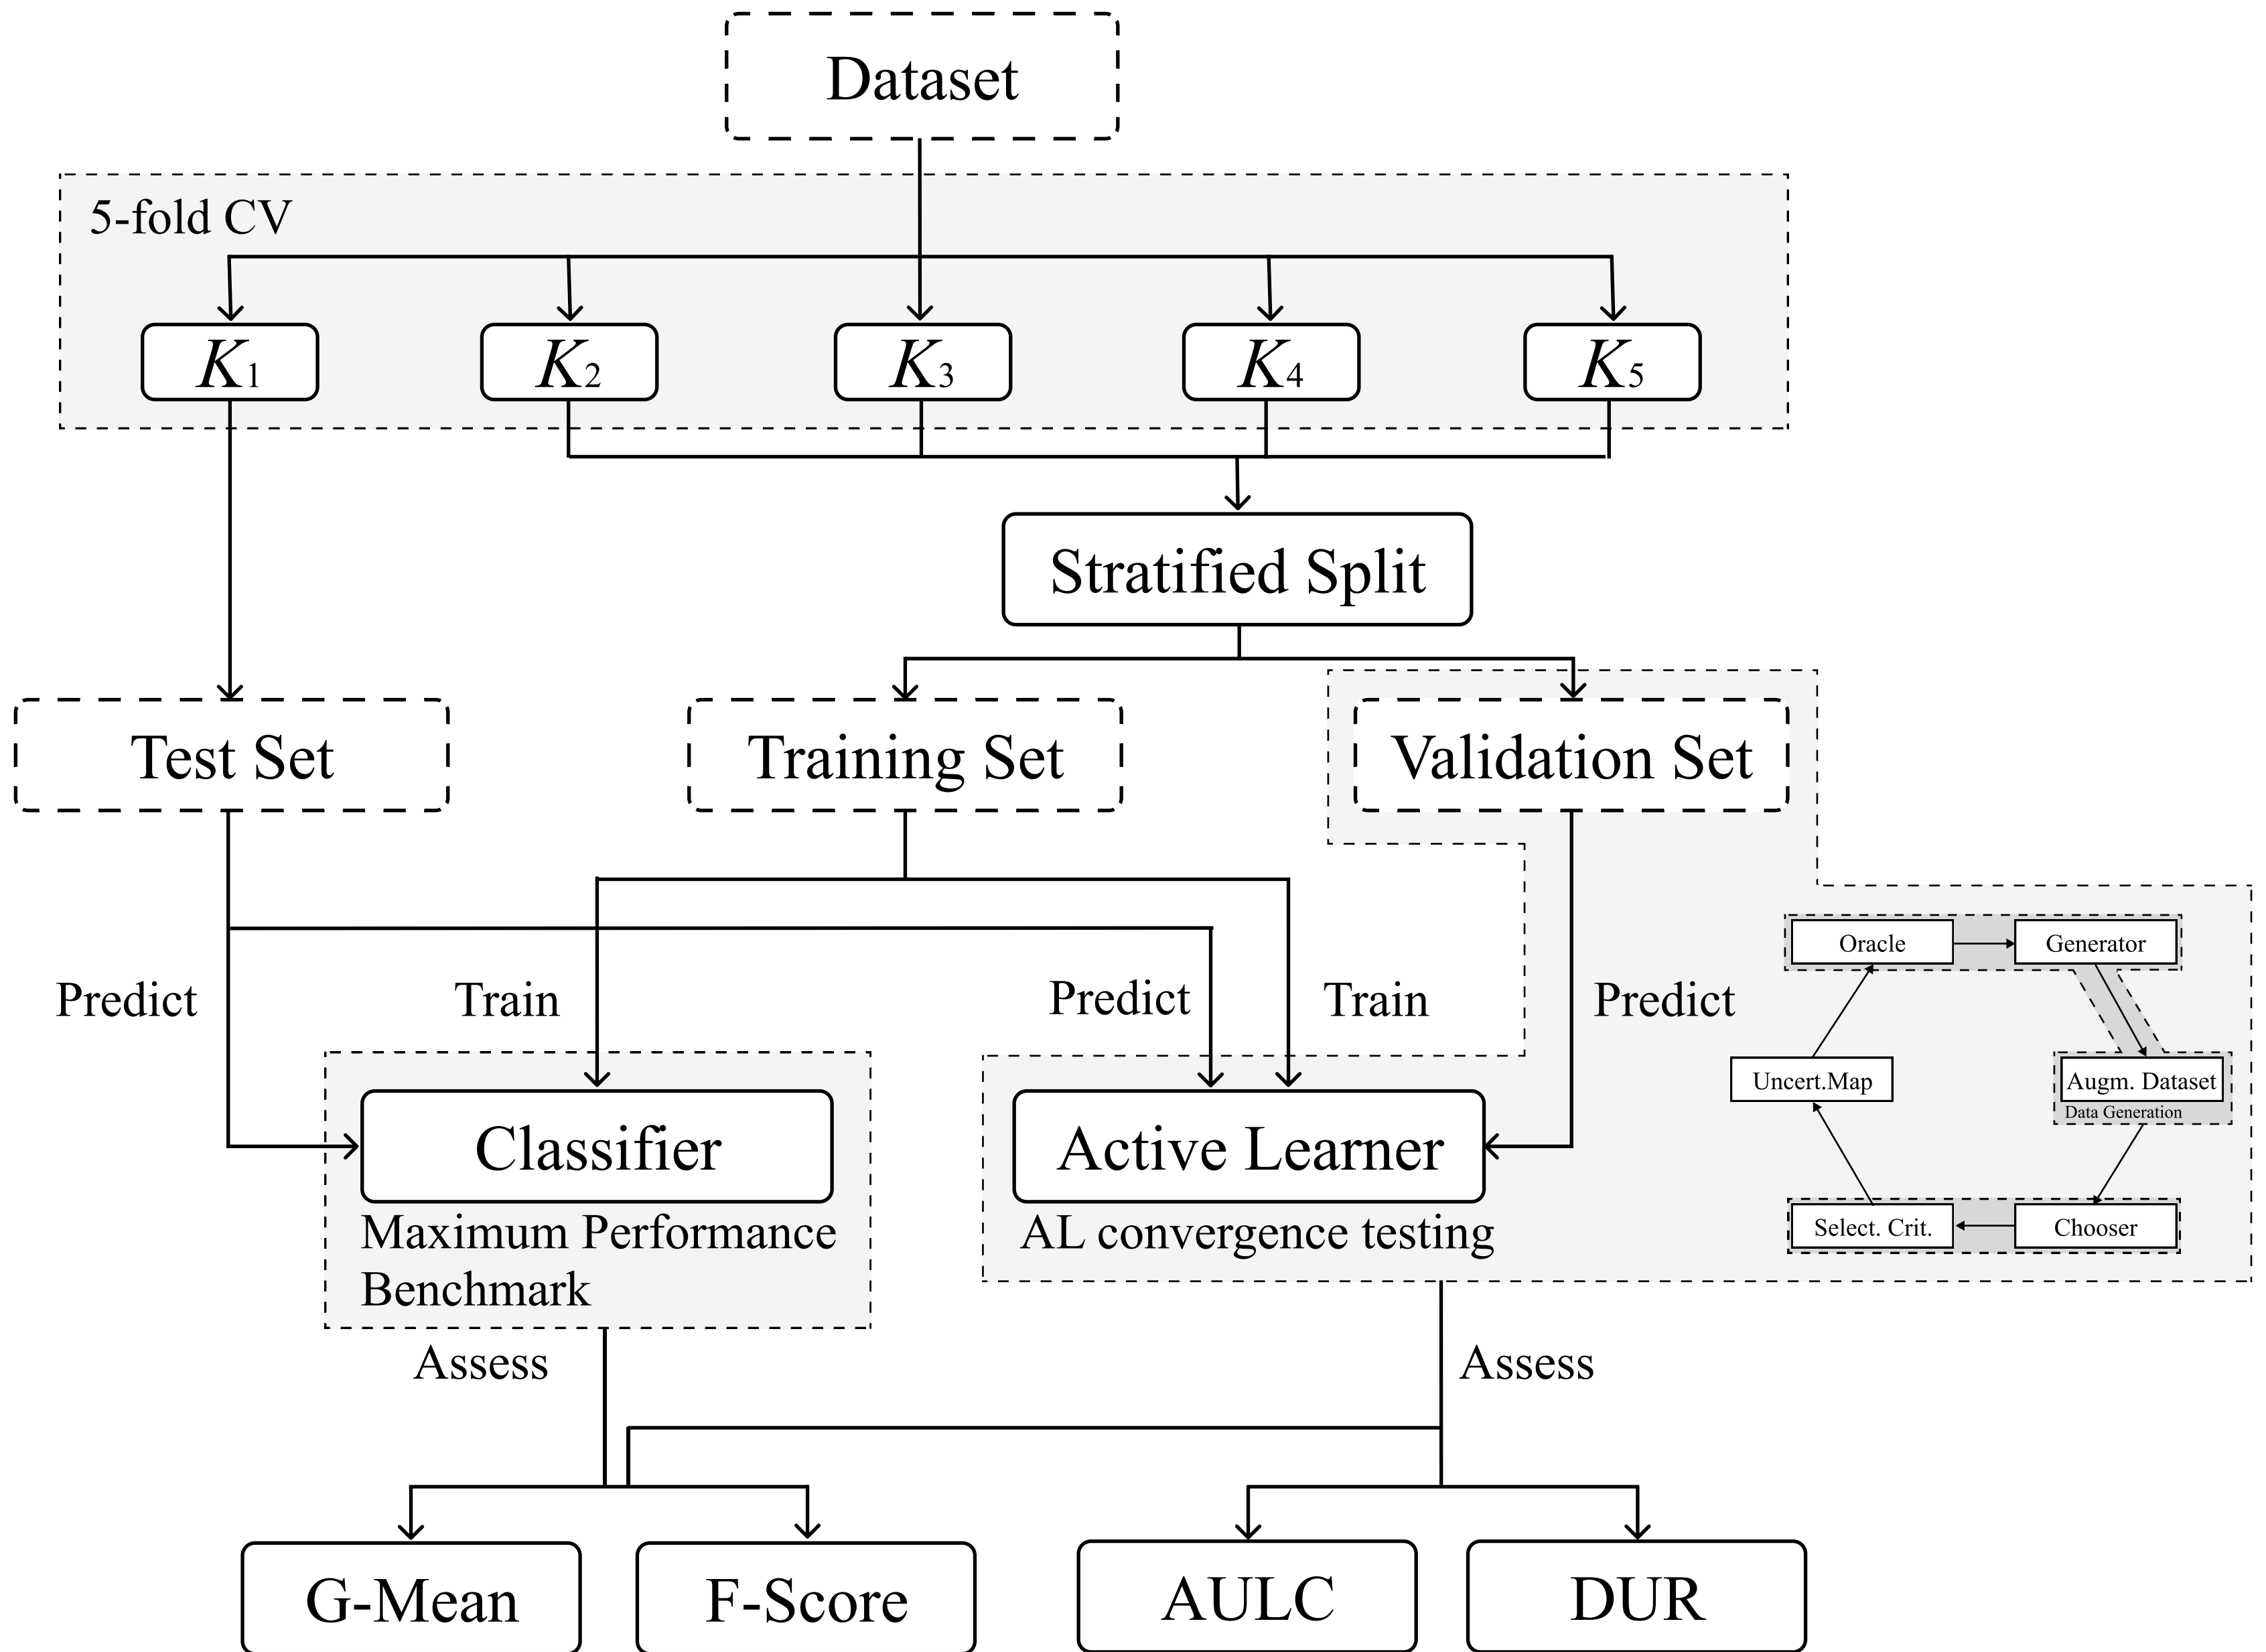 Dataset
5-fold CV
K1
K2
K3
K4
K5
Stratified Split
Test Set
Training Set
Validation Set
Oracle
Generator
Predict
Train
Predict
Train
Predict
Uncert.Map
Augm. Dataset
Data Generation
Classifier
Active Learner
Maximum Performance
Benchmark
AL convergence testing
Select. Crit.
Chooser
Assess
Assess
G-Mean
F-Score
AULC
DUR